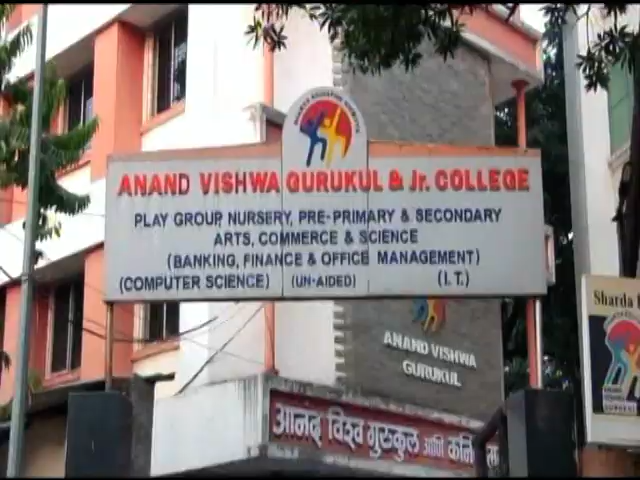 ANAND VISHWA GURUKUL & Jr. COLLEGE
PLAY GROUP, NURSERY, PRE-PRIMARY & SECONDARY
ARTS, COMMERCE & SCIENCE
(BANKING, FINANCE & OFFICE MANAGEMENT)
(COMPUTER SCIENCE) (UN-AIDED) (I.T.)
ANAND VISHWA
GURUKUL
आनंद विश्व गुरुकुल आणि
Sharda